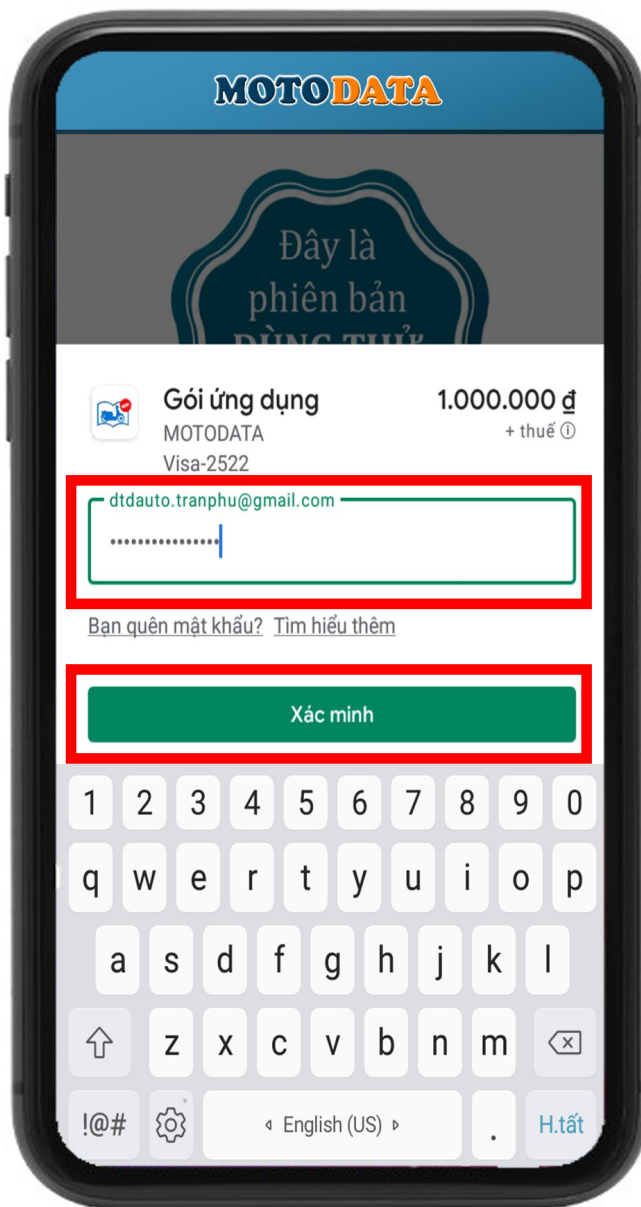 MOTODATA
Đây là
phiên bản
DÙNG THỬ
Gói ứng dụng
1.000.000 ₫
MOTODATA
+ thuế ⓘ
Visa-2522
dtdauto.tranphu@gmail.com
••••••••••••••••
Bạn quên mật khẩu? Tìm hiểu thêm
Xác minh
1 2 3 4 5 6 7 8 9 0
q w e r t y u i o p
a s d f g h j k l
z x c v b n m
!@# English (US) . H.tất